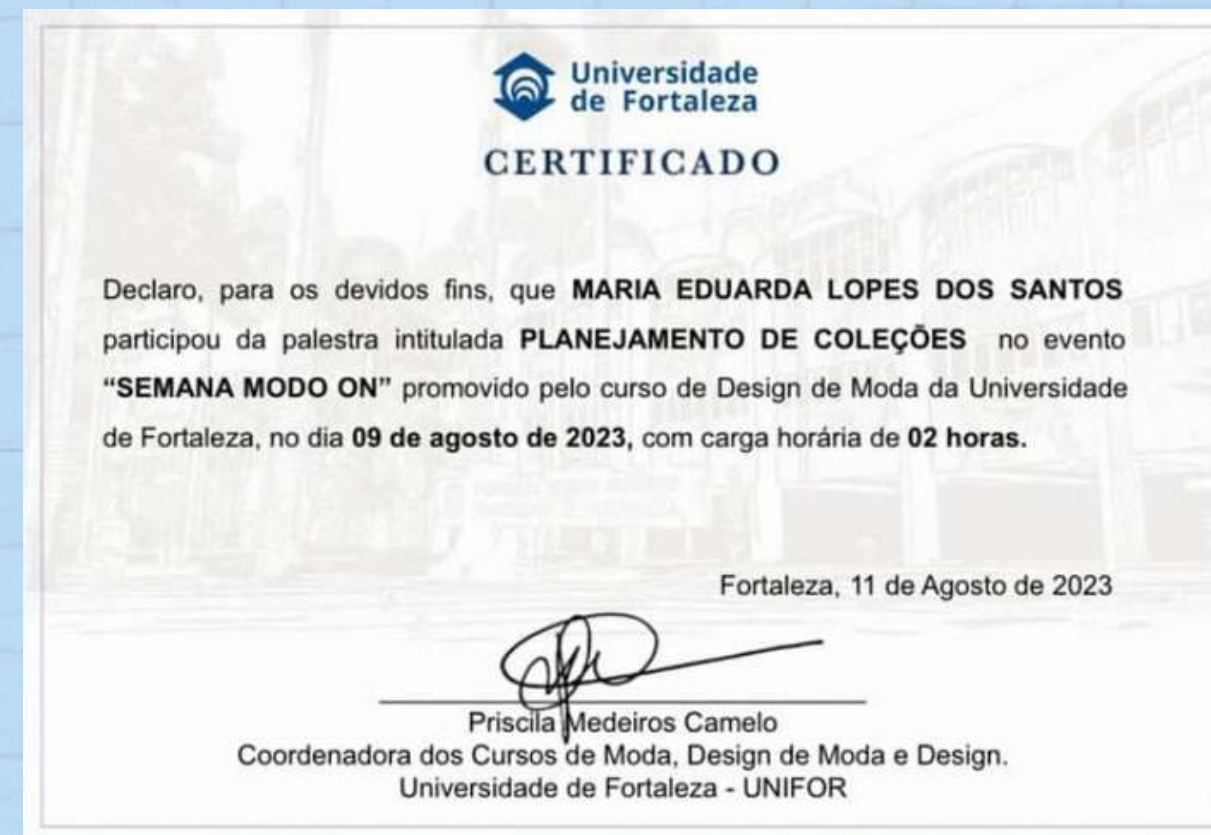 Universidade
de Fortaleza
CERTIFICADO
Declaro, para os devidos fins, que MARIA EDUARDA LOPES DOS SANTOS
participou da palestra intitulada PLANEJAMENTO DE COLEÇÕES no evento
“SEMANA MODO ON” promovido pelo curso de Design de Moda da Universidade
de Fortaleza, no dia 09 de agosto de 2023, com carga horária de 02 horas.
Fortaleza, 11 de Agosto de 2023
Priscila Medeiros Camelo
Coordenadora dos Cursos de Moda, Design de Moda e Design.
Universidade de Fortaleza - UNIFOR